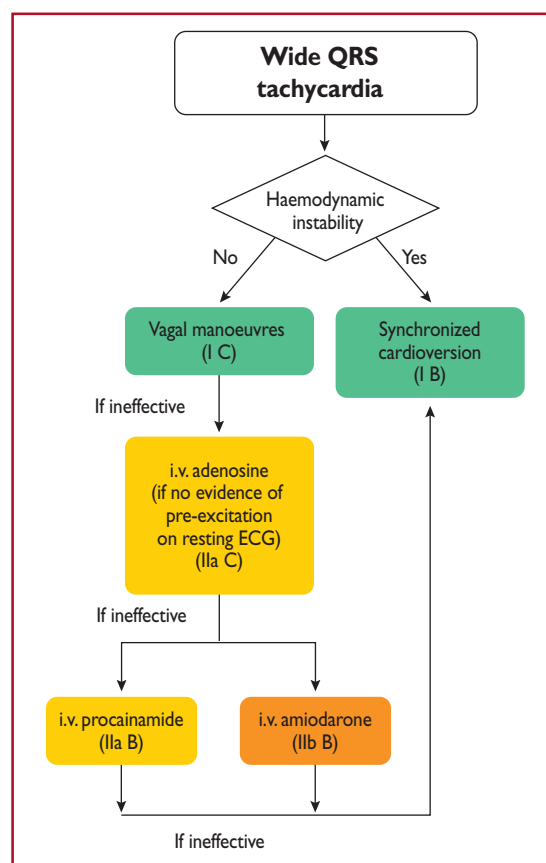 Wide QRS
tachycardia
Haemodynamic
instability
No
Yes
Vagal manoeuvres
(I C)
Synchronized
cardioversion
(I B)
If ineffective
i.v. adenosine
(if no evidence of
pre-excitation
on resting ECG)
(IIa C)
If ineffective
i.v. procainamide
(IIa B)
i.v. amiodarone
(IIb B)
If ineffective